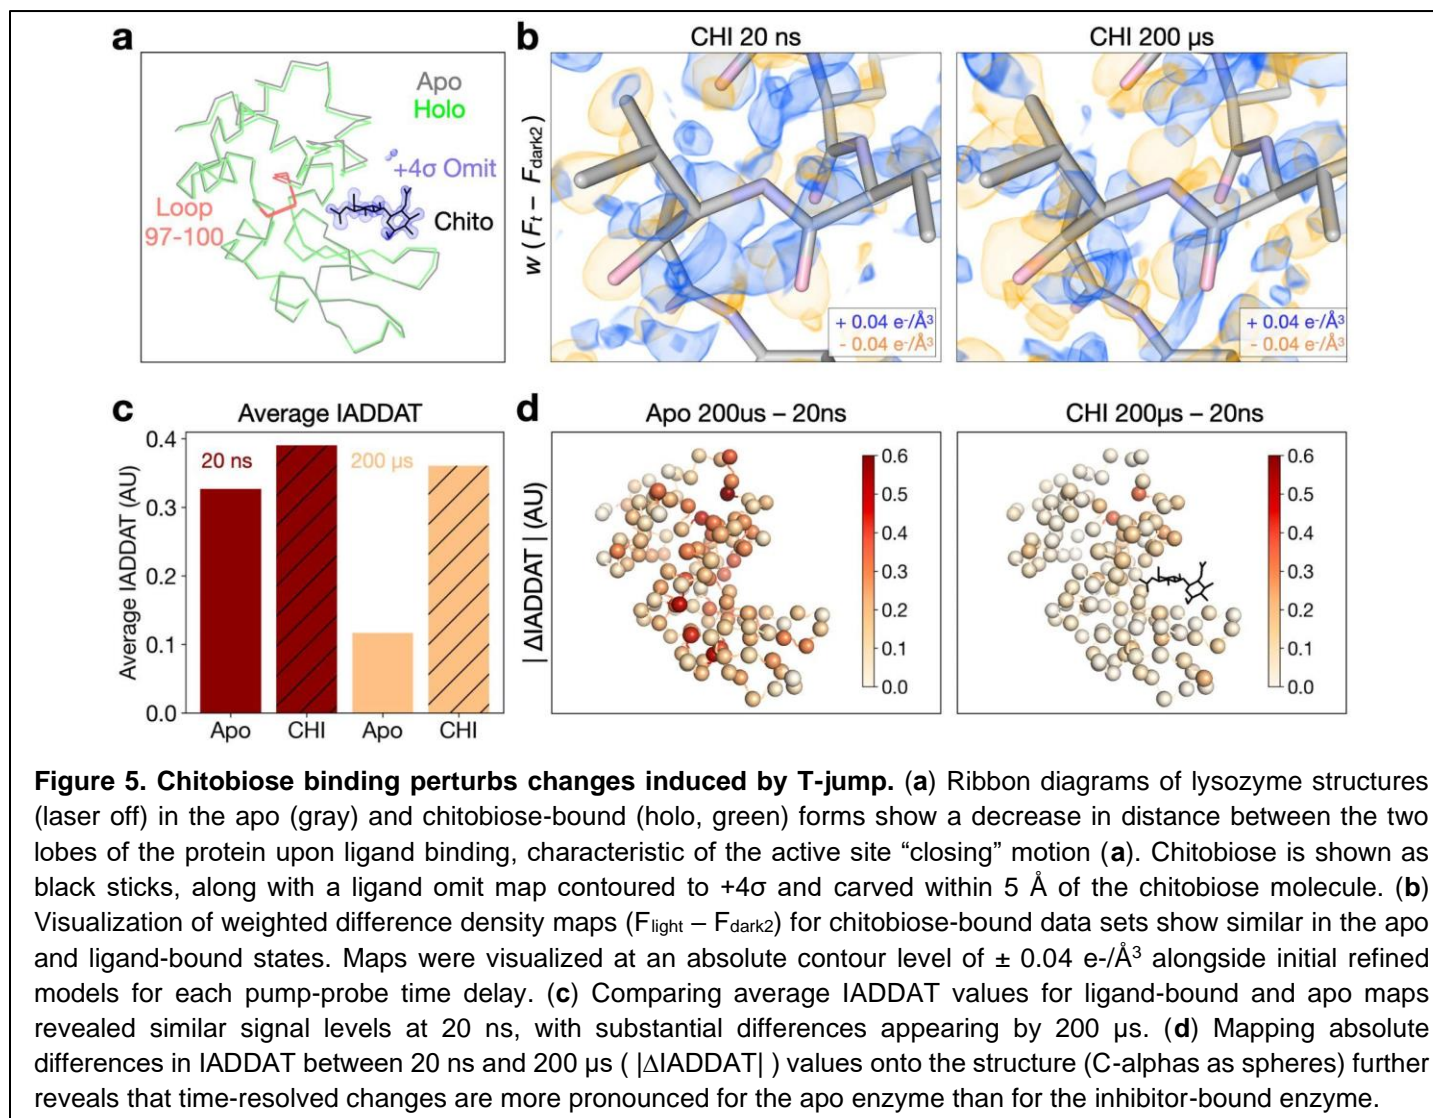 a
Apo
Holo
+4σ Omit
Loop
97-100
Chito
b
CHI 20 ns
CHI 200 µs
w ( Ft − Fdark2)
+ 0.04 e-/Å³
- 0.04 e-/Å³
+ 0.04 e-/Å³
- 0.04 e-/Å³
c
Average IADDAT
Average IADDAT (AU)
0.4
0.3
0.2
0.1
0.0
20 ns
200 µs
Apo
CHI
Apo
CHI
d
Apo 200us – 20ns
CHI 200µs – 20ns
| ΔIADDAT | (AU)
0.6
0.5
0.4
0.3
0.2
0.1
0.0
0.6
0.5
0.4
0.3
0.2
0.1
0.0
Figure 5. Chitobiose binding perturbs changes induced by T-jump. (a) Ribbon diagrams of lysozyme structures
(laser off) in the apo (gray) and chitobiose-bound (holo, green) forms show a decrease in distance between the two
lobes of the protein upon ligand binding, characteristic of the active site “closing” motion (a). Chitobiose is shown as
black sticks, along with a ligand omit map contoured to +4σ and carved within 5 Å of the chitobiose molecule. (b)
Visualization of weighted difference density maps (Flight – Fdark2) for chitobiose-bound data sets show similar in the apo
and ligand-bound states. Maps were visualized at an absolute contour level of ± 0.04 e-/Å³ alongside initial refined
models for each pump-probe time delay. (c) Comparing average IADDAT values for ligand-bound and apo maps
revealed similar signal levels at 20 ns, with substantial differences appearing by 200 µs. (d) Mapping absolute
differences in IADDAT between 20 ns and 200 µs ( |ΔIADDAT| ) values onto the structure (C-alphas as spheres) further
reveals that time-resolved changes are more pronounced for the apo enzyme than for the inhibitor-bound enzyme.